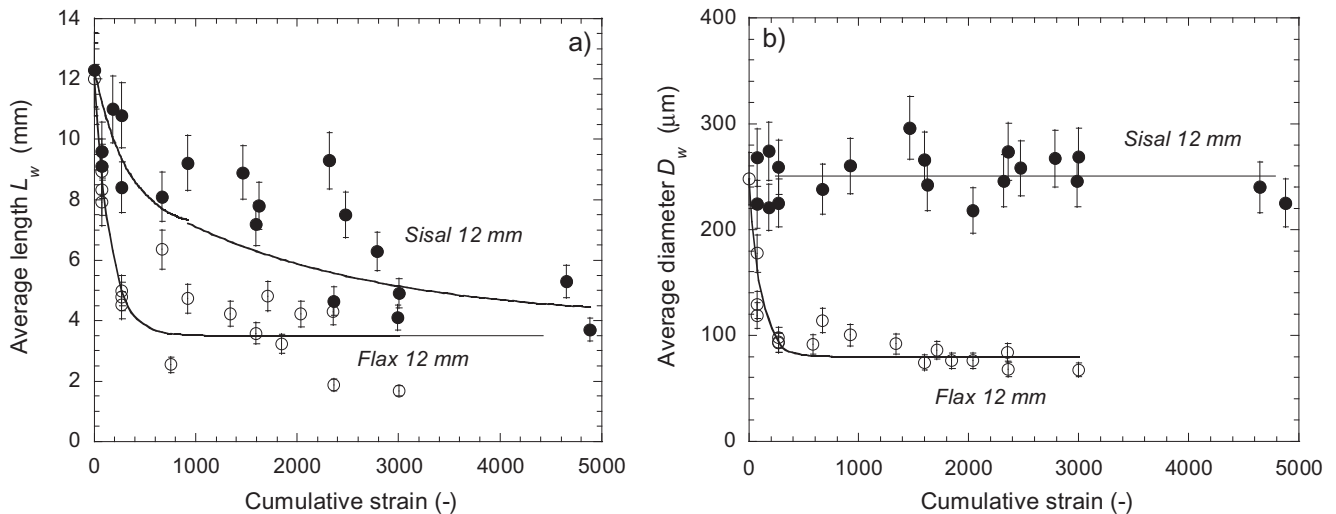 a)
14
12
10
8
6
4
2
0
Average length L_w (mm)
Sisal 12 mm
Flax 12 mm
0 1000 2000 3000 4000 5000
Cumulative strain (-)
b)
400
300
200
100
0
Average diameter D_w (μm)
Sisal 12 mm
Flax 12 mm
0 1000 2000 3000 4000 5000
Cumulative strain (-)